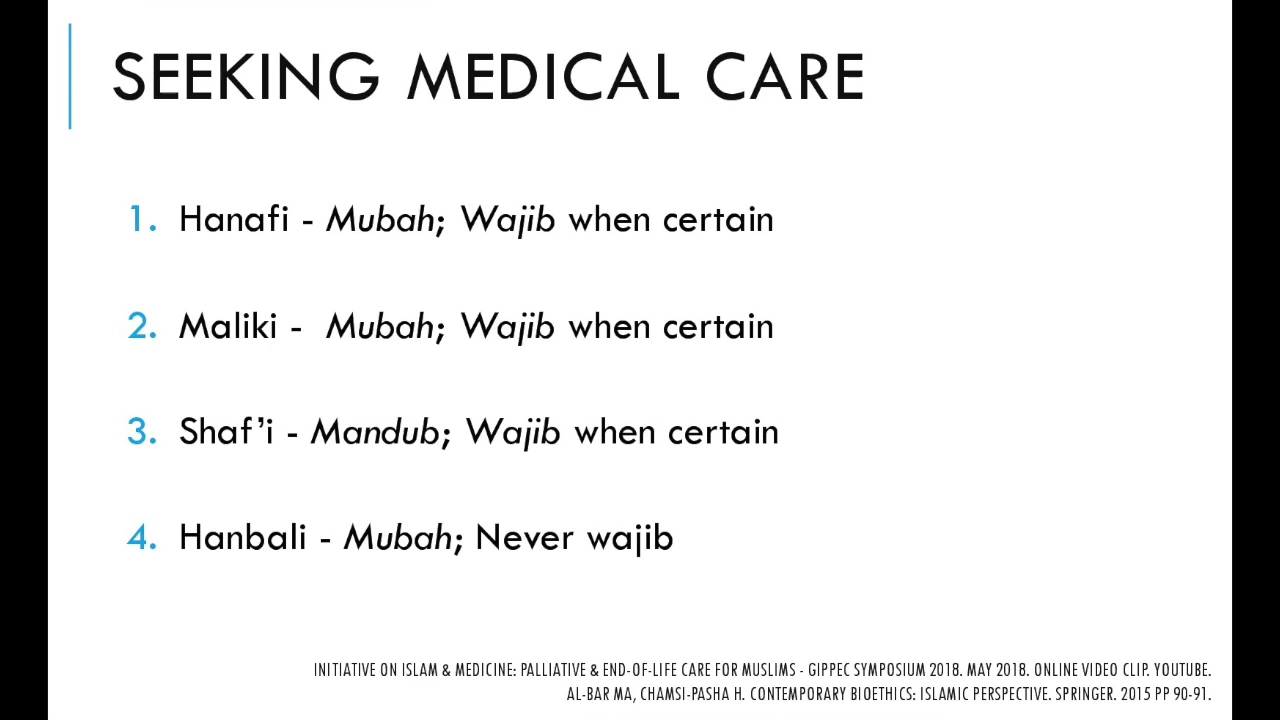 SEEKING MEDICAL CARE
1. Hanafi - Mubah; Wajib when certain
2. Maliki -  Mubah; Wajib when certain
3. Shaf’i - Mandub; Wajib when certain
4. Hanbali - Mubah; Never wajib
INITIATIVE ON ISLAM & MEDICINE: PALLIATIVE & END-OF-LIFE CARE FOR MUSLIMS - GIPPEC SYMPOSIUM 2018. MAY 2018. ONLINE VIDEO CLIP. YOUTUBE.
AL-BAR MA, CHAMSI-PASHA H. CONTEMPORARY BIOETHICS: ISLAMIC PERSPECTIVE. SPRINGER. 2015 PP 90-91.